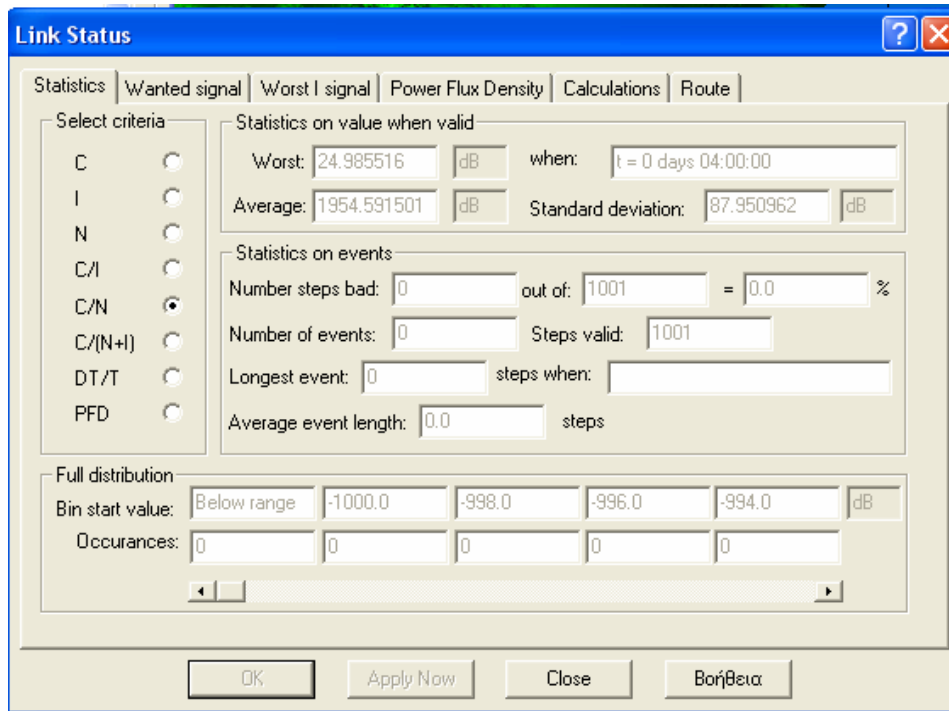 Link Status
Statistics Wanted signal Worst I signal Power Flux Density Calculations Route
Select criteria
C
I
N
C/I
C/N
C/(N+I)
DT/T
PFD
Statistics on value when valid
Worst: 24.985516 dB when: t = 0 days 04:00:00
Average: 1954.591501 dB Standard deviation: 87.950962 dB
Statistics on events
Number steps bad: 0 out of: 1001 = 0.0 %
Number of events: 0 Steps valid: 1001
Longest event: 0 steps when:
Average event length: 0.0 steps
Full distribution
Bin start value: Below range -1000.0 -998.0 -996.0 -994.0 dB
Occurances: 0 0 0 0 0
OK Apply Now Close Βοήθεια